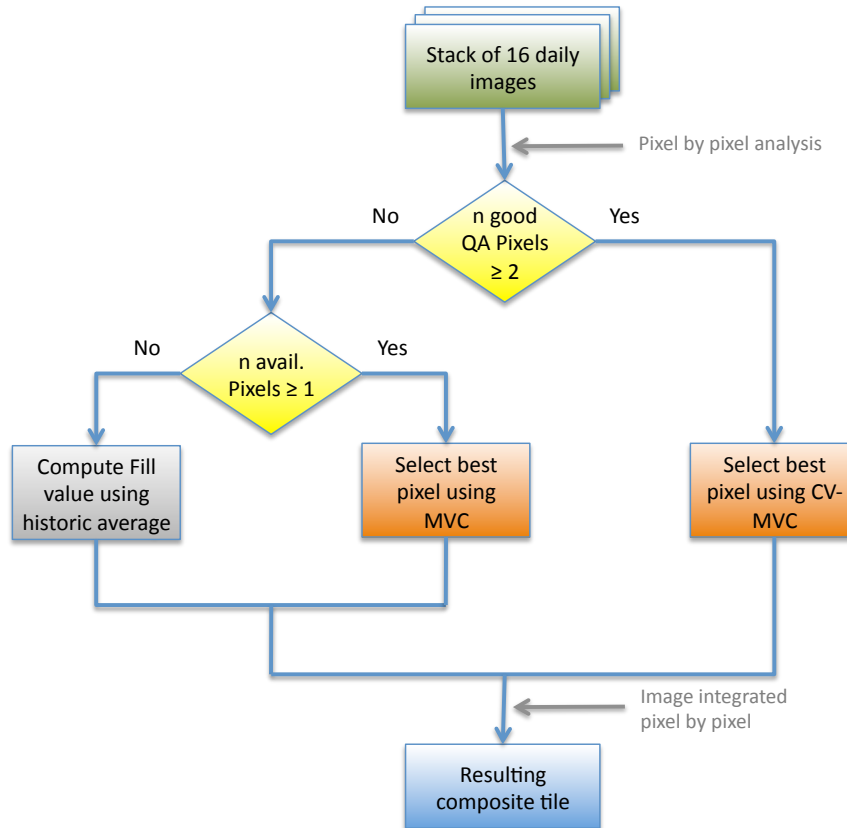 Stack of 16 daily
images
Pixel by pixel analysis
No
n good
QA Pixels
≥ 2
Yes
No
n avail.
Pixels ≥ 1
Yes
Compute Fill
value using
historic average
Select best
pixel using
MVC
Select best
pixel using CV-
MVC
Image integrated
pixel by pixel
Resulting
composite tile